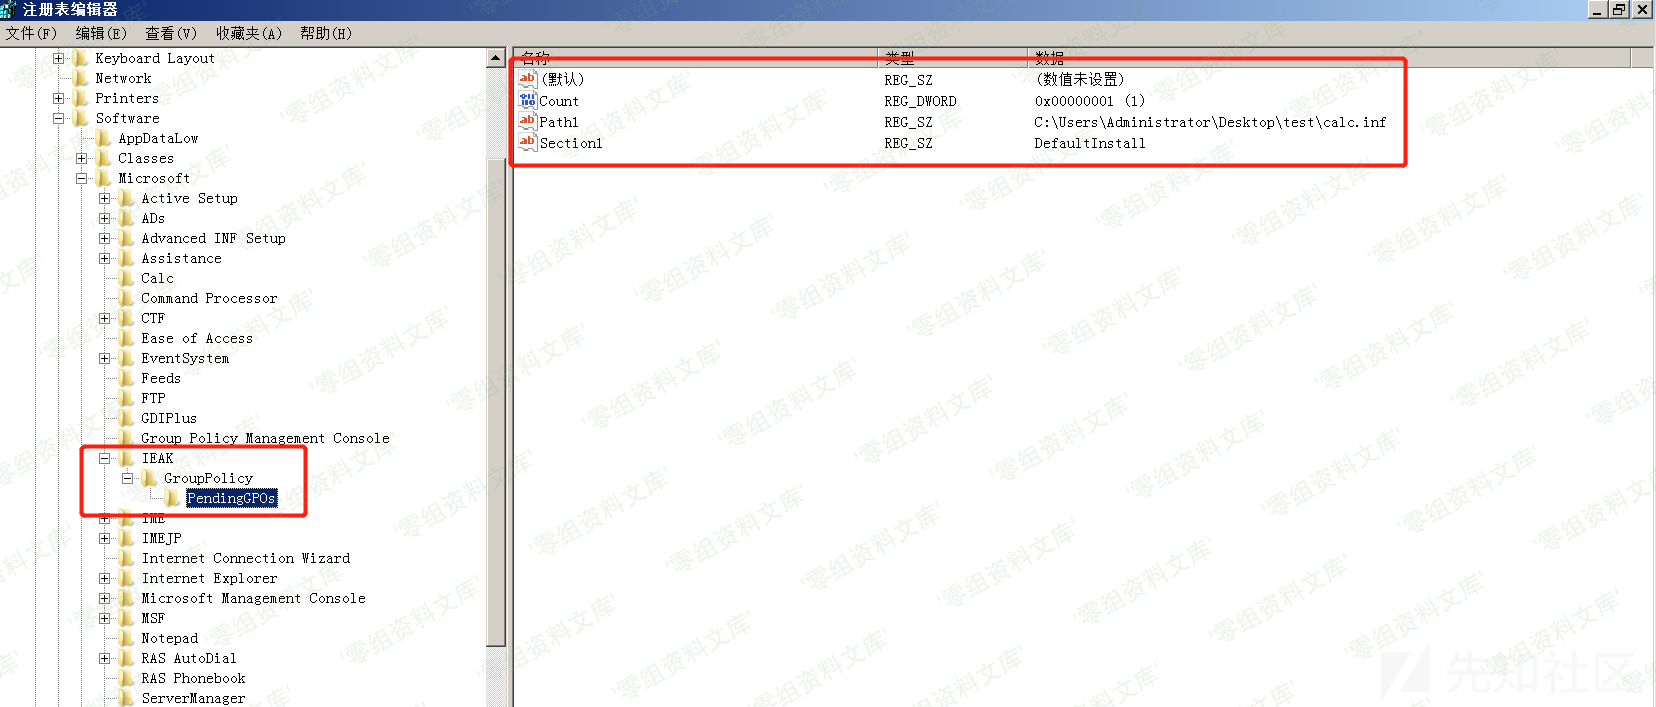 注册表编辑器
文件(F) 编辑(E) 查看(V) 收藏夹(A) 帮助(H)
Keyboard Layout
Network
Printers
Software
AppDataLow
Classes
Microsoft
Active Setup
ADs
Advanced INF Setup
Assistance
Calc
Command Processor
CTF
Ease of Access
EventSystem
Feeds
FTP
GDIPlus
Group Policy Management Console
IEAK
GroupPolicy
PendingGPOs
IME
IMEJP
Internet Connection Wizard
Internet Explorer
Microsoft Management Console
MSF
Notepad
RAS AutoDial
RAS Phonebook
ServerManager
名称 类型 数据
(默认) REG_SZ (数值未设置)
Count REG_DWORD 0x00000001 (1)
Path1 REG_SZ C:\Users\Administrator\Desktop\test\calc.inf
Section1 REG_SZ DefaultInstall
零组资料文库
先知社区